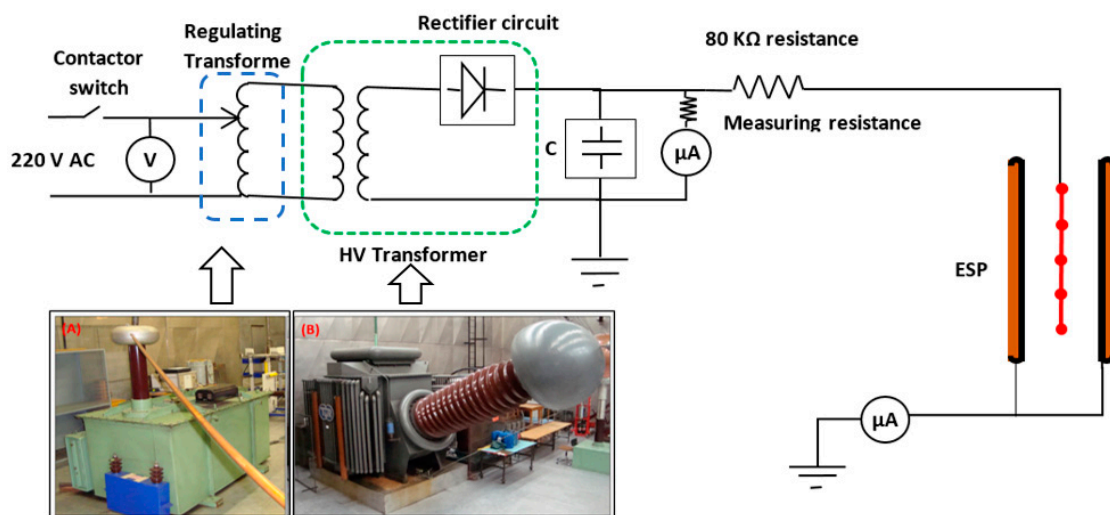 Rectifier circuit
Regulating
Transforme
Contactor
switch
80 KΩ resistance
Measuring resistance
220 V AC
V
C
µA
HV Transformer
ESP
(A)
(B)
µA